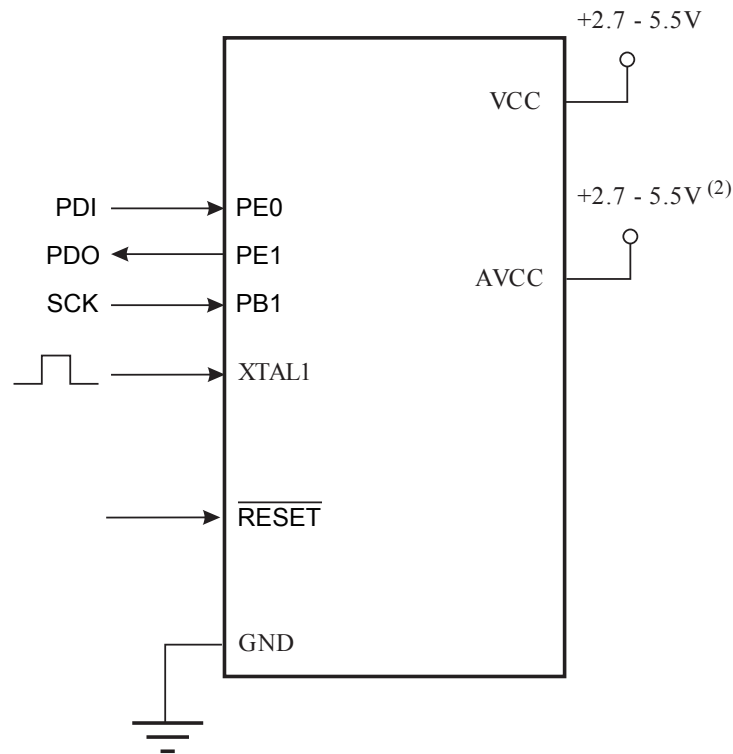 +2.7 - 5.5V
VCC
+2.7 - 5.5V (2)
PDI PE0
PDO PE1
AVCC
SCK PB1
XTAL1
RESET
GND